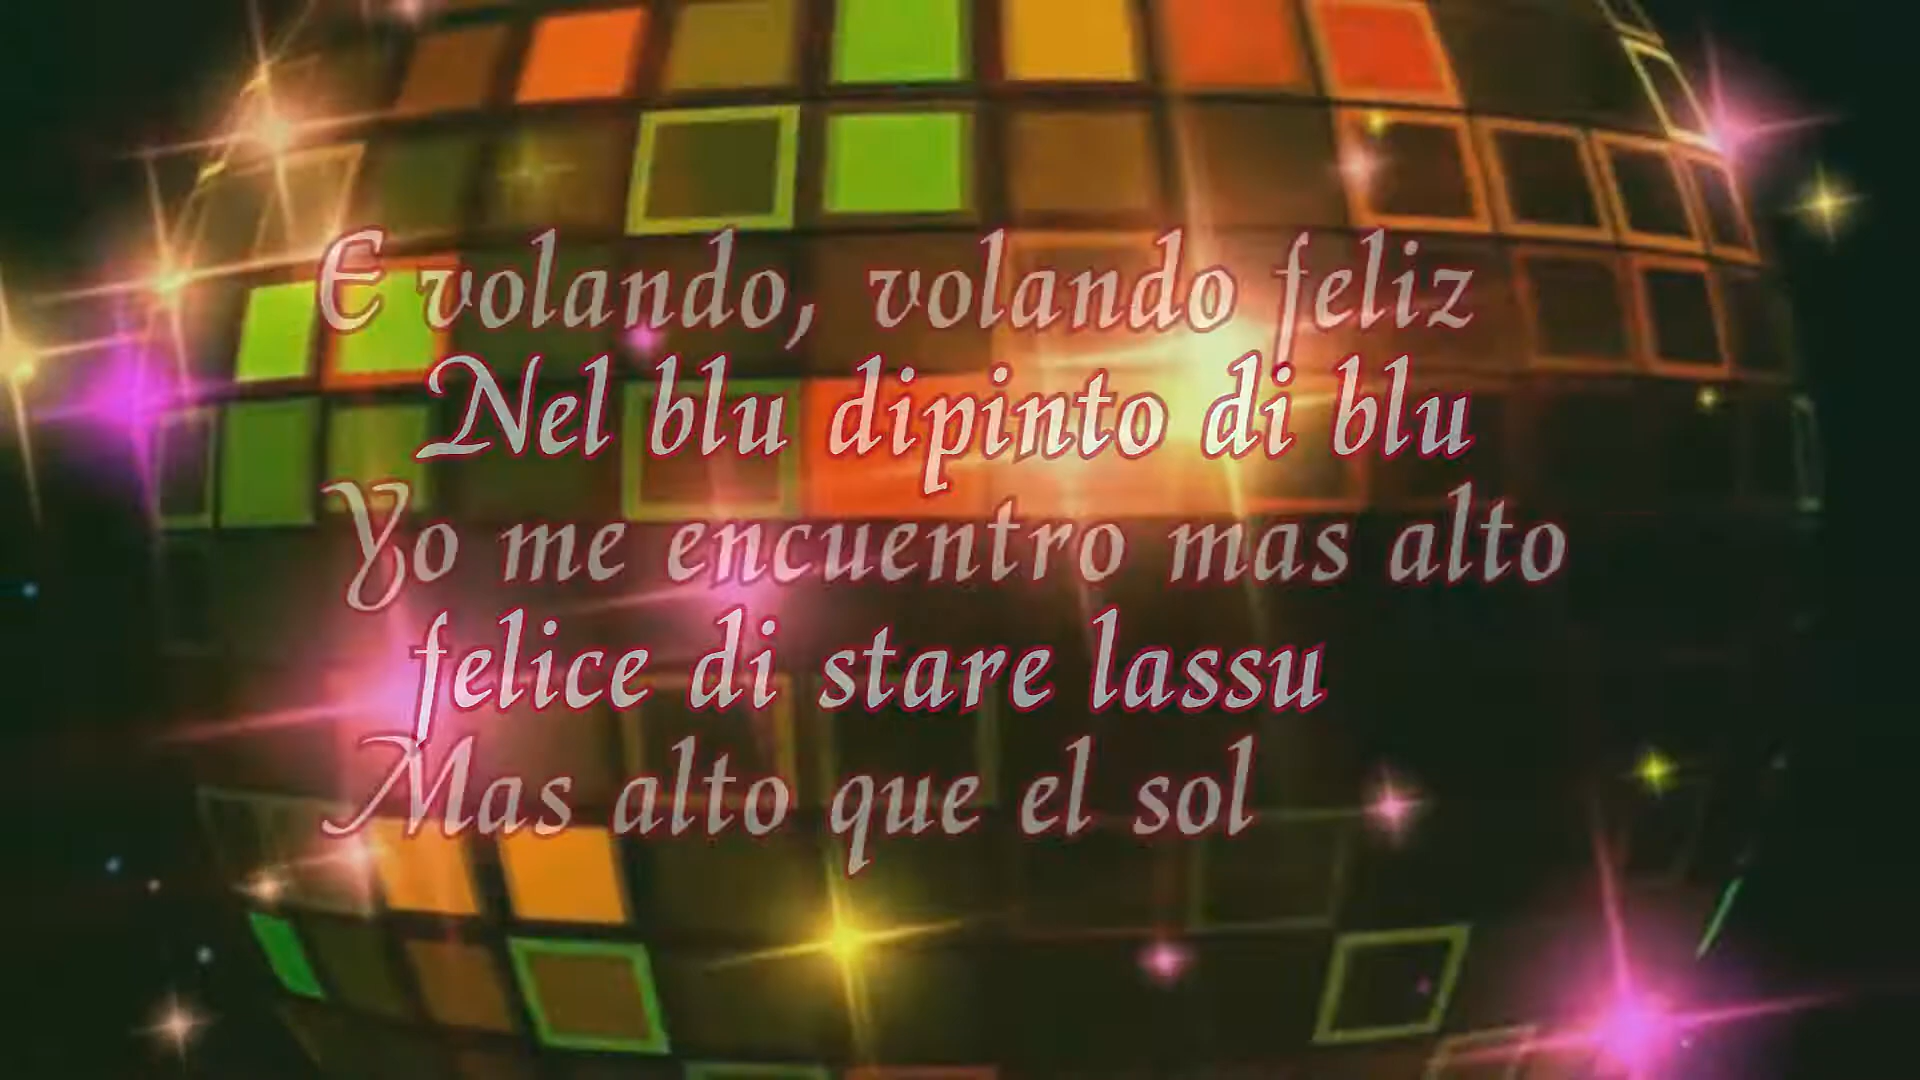 E volando, volando feliz
Nel blu dipinto di blu
Yo me encuentro mas alto
felice di stare lassu
Mas alto que el sol